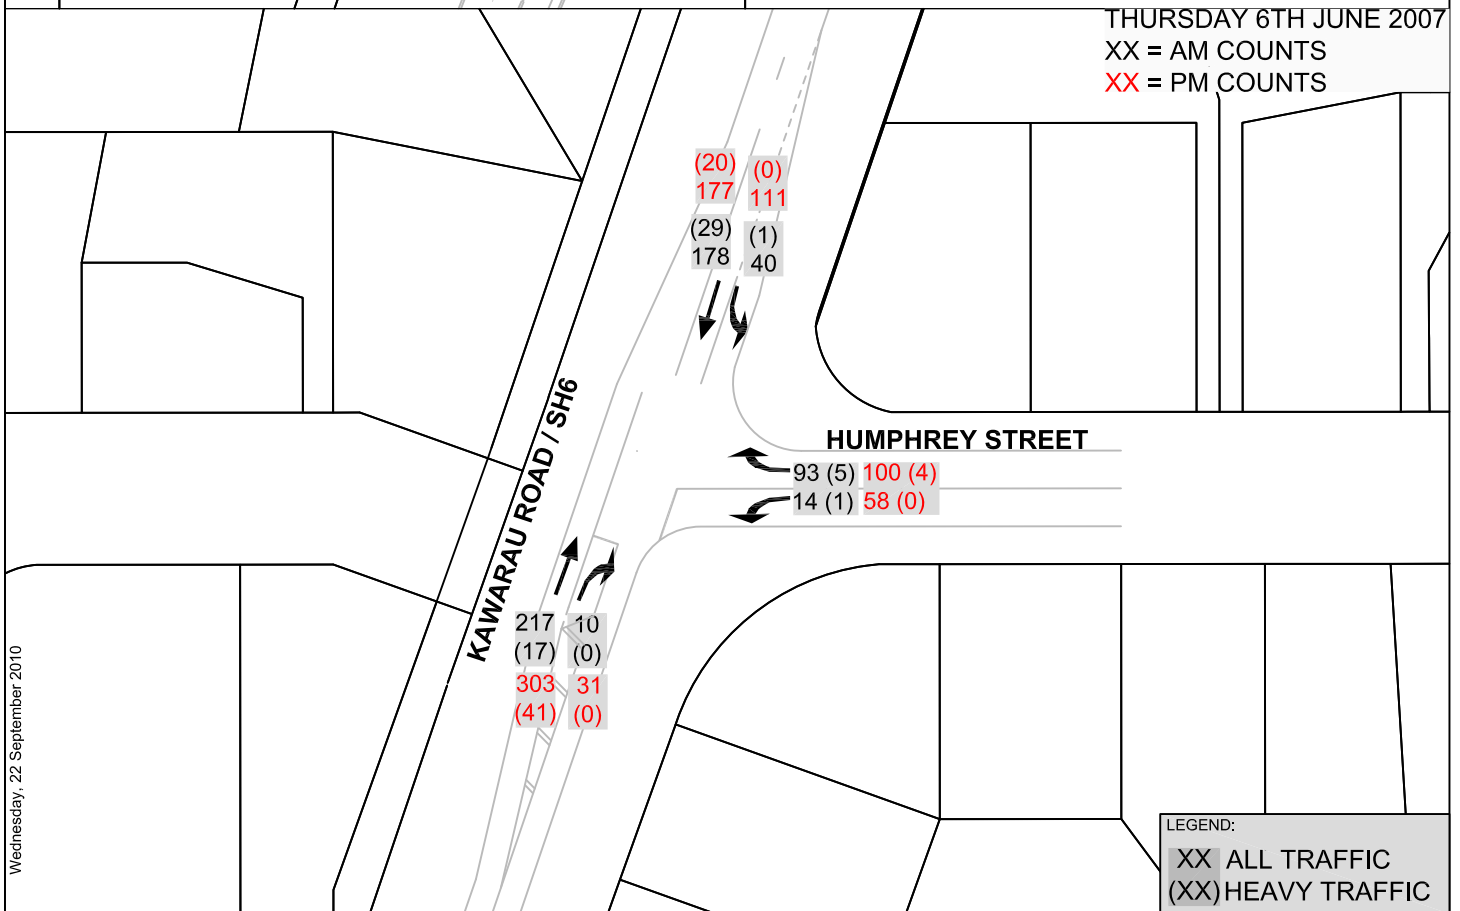 THURSDAY 6TH JUNE 2007
XX = AM COUNTS
XX = PM COUNTS
(20) (0)
177 111
(29) (1)
178 40
KAWARAU ROAD / SH6
HUMPHREY STREET
93 (5) 100 (4)
14 (1) 58 (0)
217 10
(17) (0)
303 31
(41) (0)
Wednesday, 22 September 2010
LEGEND:
XX ALL TRAFFIC
(XX) HEAVY TRAFFIC